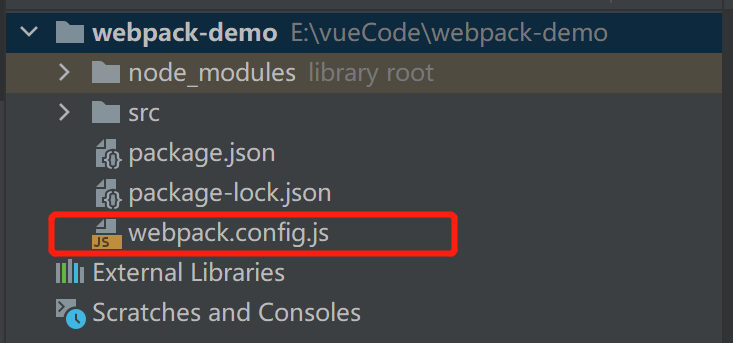 webpack-demo E:\vueCode\webpack-demo
node_modules library root
src
package.json
package-lock.json
JS webpack.config.js
External Libraries
Scratches and Consoles